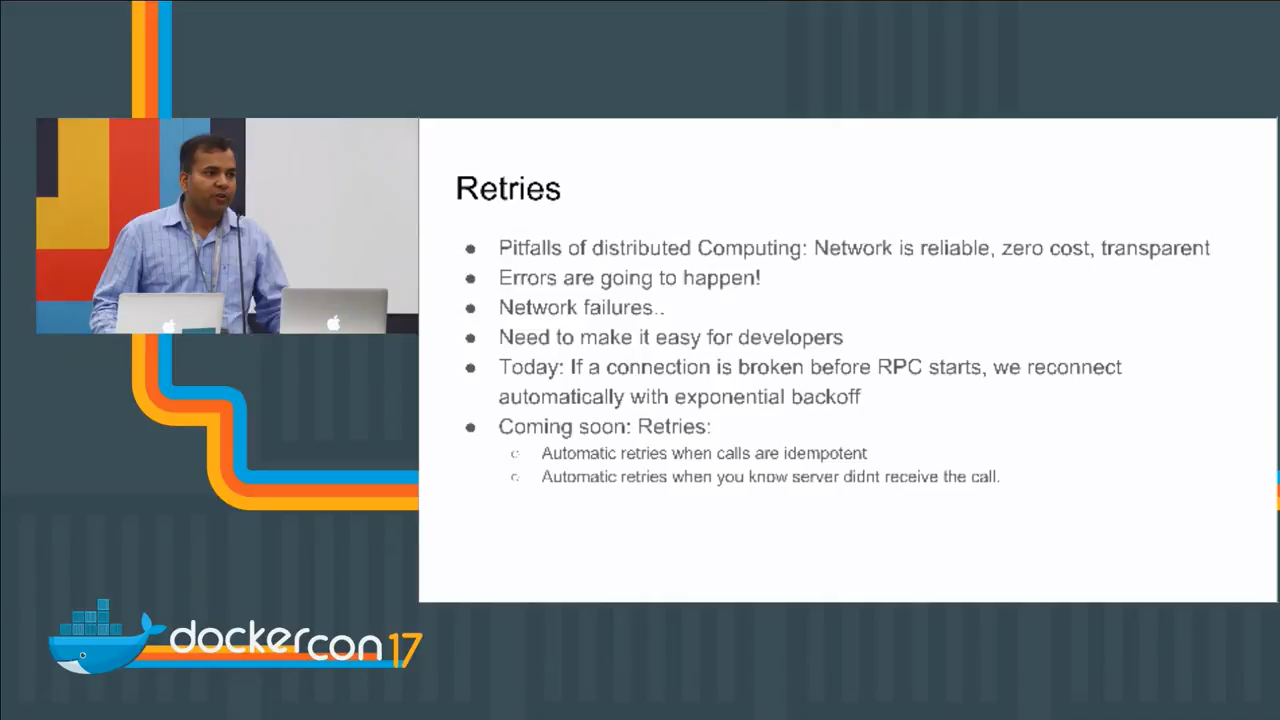 Retries
Pitfalls of distributed Computing: Network is reliable, zero cost, transparent
Errors are going to happen!
Network failures..
Need to make it easy for developers
Today: If a connection is broken before RPC starts, we reconnect
automatically with exponential backoff
Coming soon: Retries:
Automatic retries when calls are idempotent
Automatic retries when you know server didnt receive the call.
dockercon 17